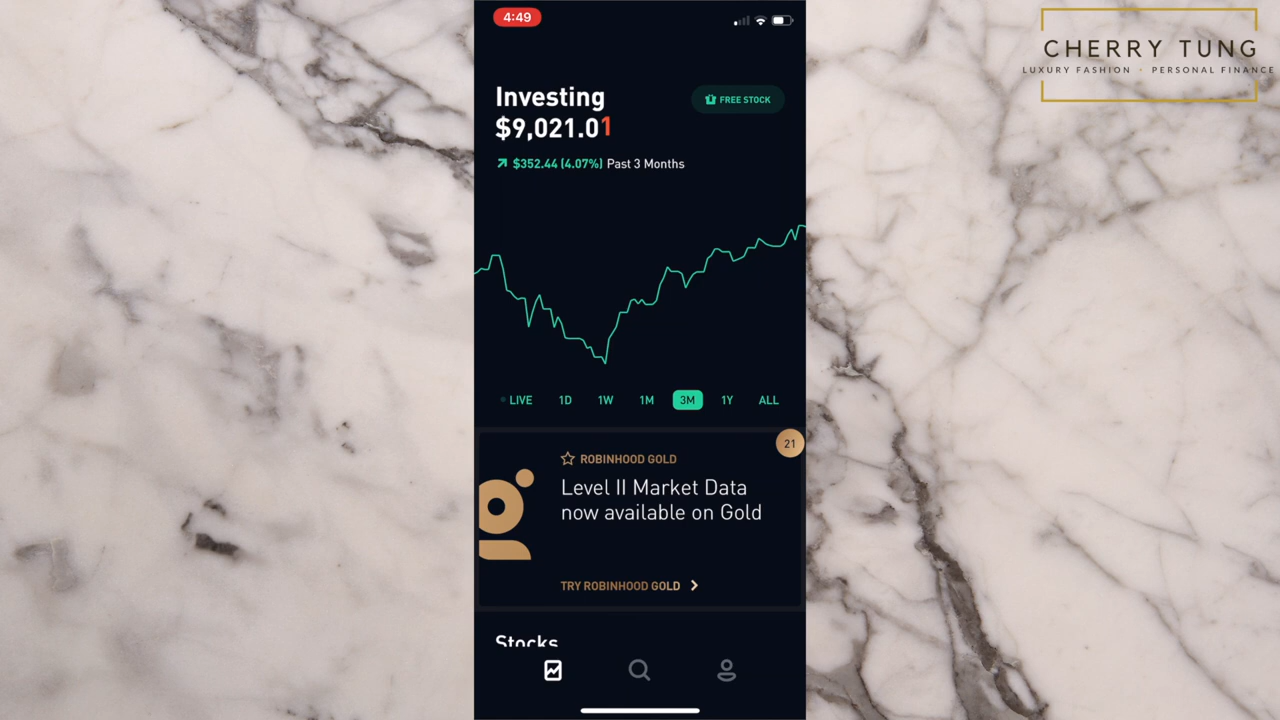 4:49
CHERRY TUNG
LUXURY FASHION • PERSONAL FINANCE
Investing
FREE STOCK
$9,021.01
$352.44 (4.07%) Past 3 Months
LIVE 1D 1W 1M 3M 1Y ALL
21
ROBINHOOD GOLD
Level II Market Data
now available on Gold
TRY ROBINHOOD GOLD
Stocks